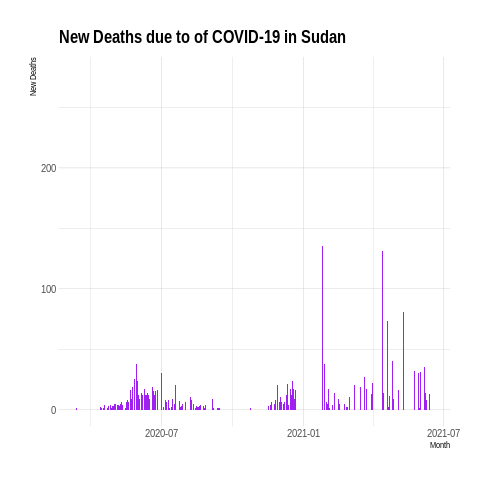 New Deaths due to of COVID-19 in Sudan
New Deaths
200
100
0
2020-07
2021-01
2021-07
Month